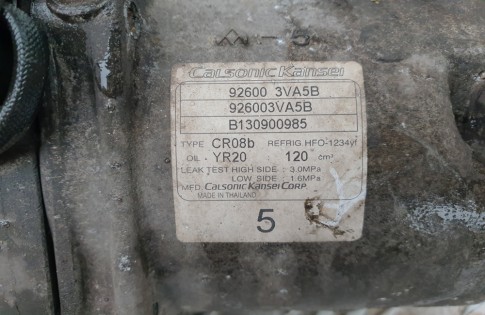 Calsonic Kansei
92600 3VA5B
926003VA5B
B130900985
TYPE CR08b REFRIG.HFO-1234yf
OIL YR20 120 cm³
LEAK TEST HIGH SIDE : 3.0MPa
LOW SIDE : 1.6MPa
MFD. CALSONIC KANSEI CORP.
MADE IN THAILAND
5